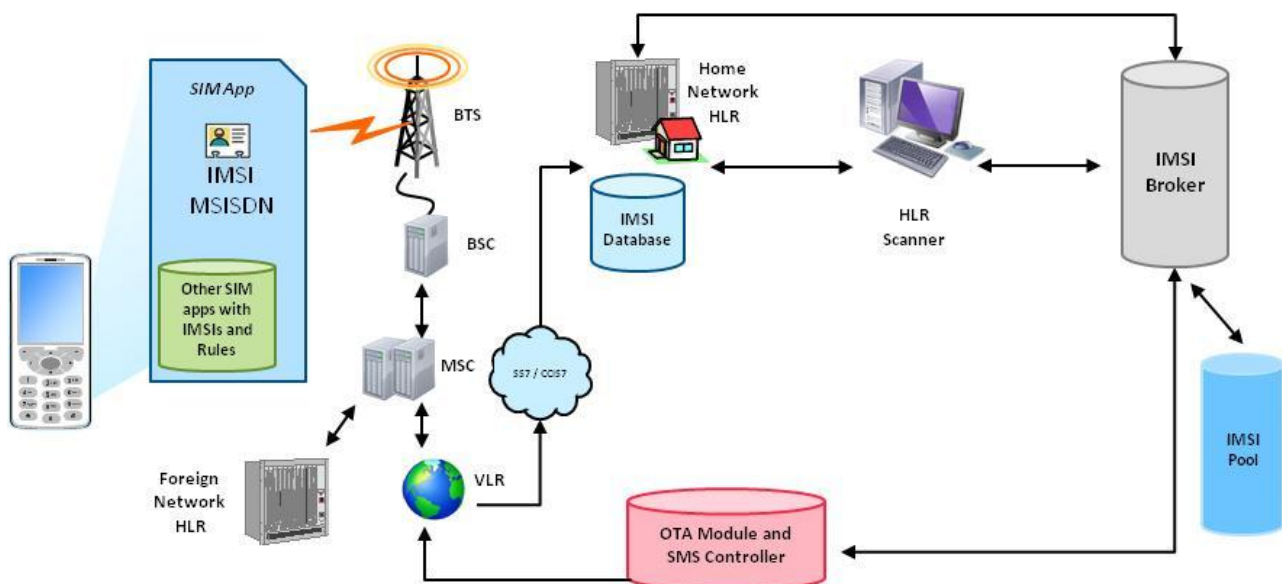 SIM App
IMSI
MSISDN
Other SIM
apps with
IMSIs and
Rules
BTS
BSC
MSC
VLR
Foreign
Network
HLR
SS7 / CCIS7
Home
Network
HLR
IMSI
Database
HLR
Scanner
IMSI
Broker
IMSI
Pool
OTA Module and
SMS Controller